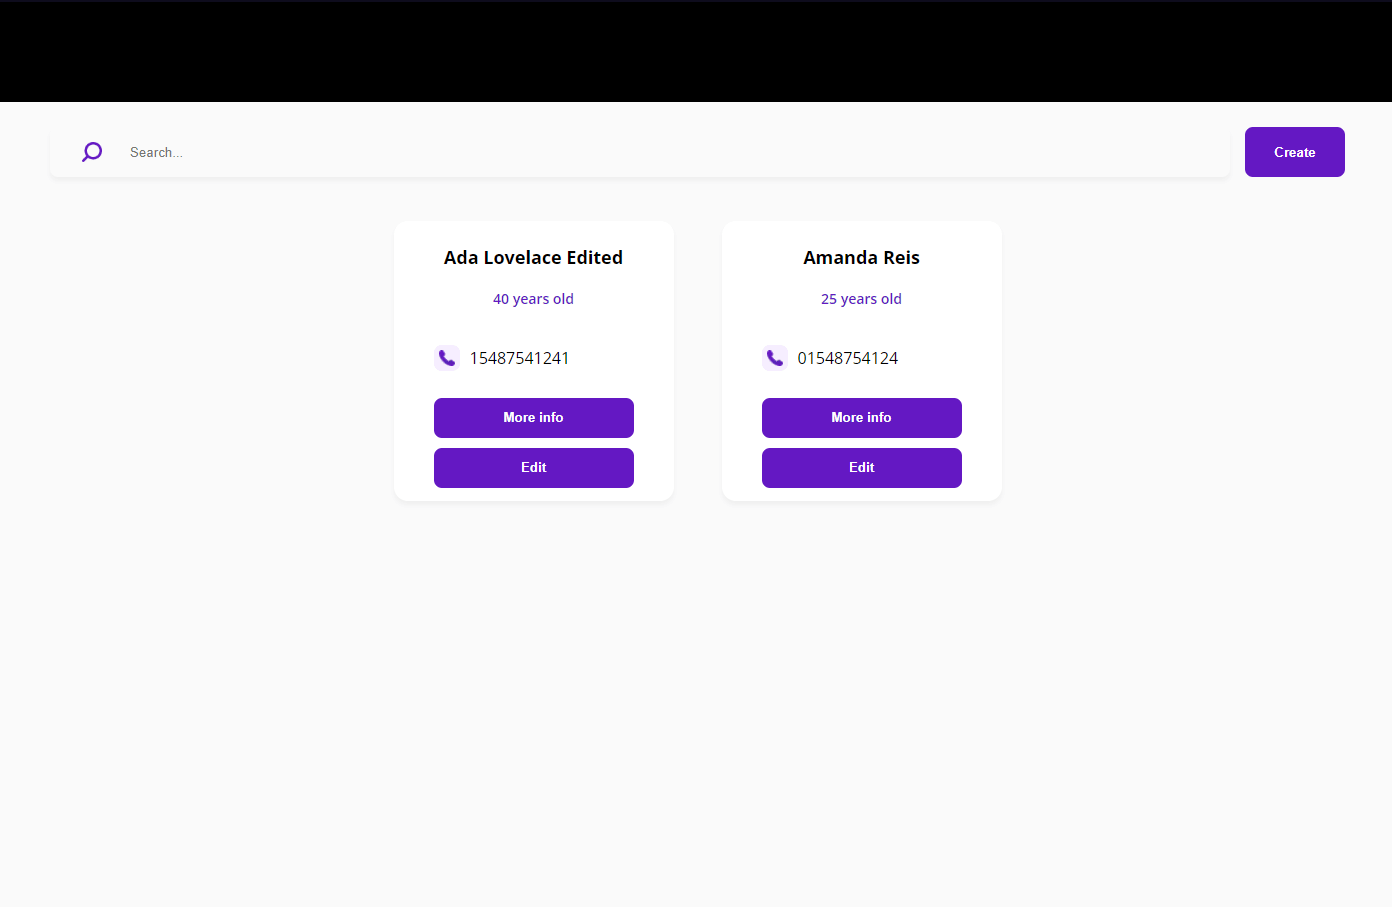 Search...
Create
Ada Lovelace Edited
40 years old
15487541241
More info
Edit
Amanda Reis
25 years old
01548754124
More info
Edit